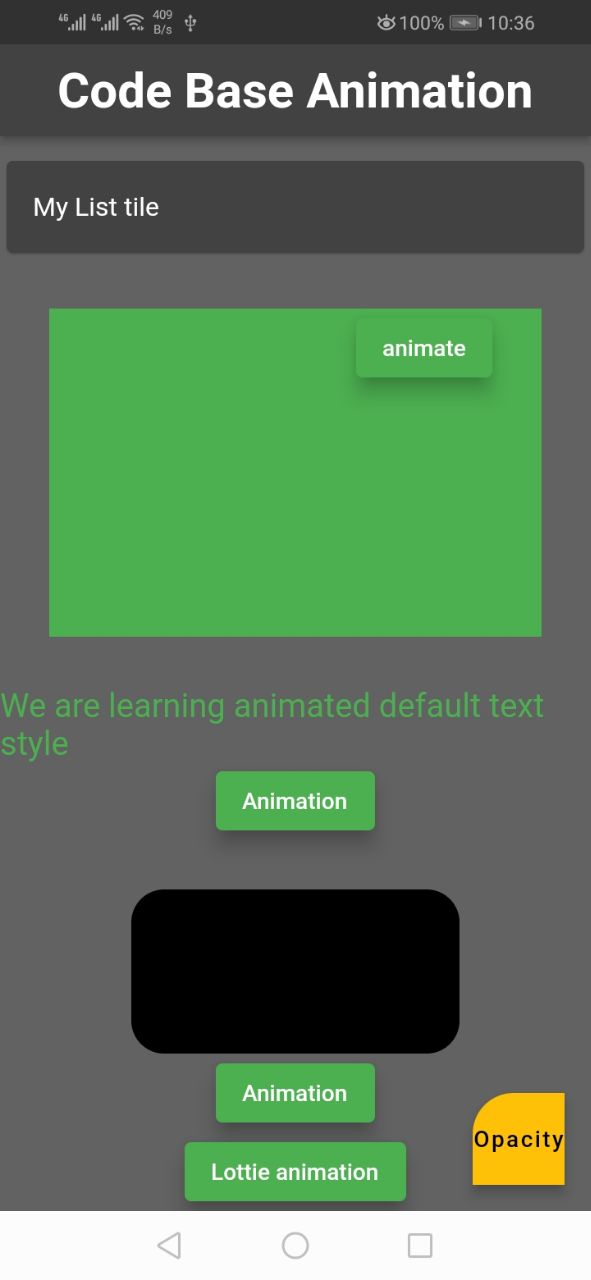 4G 4G 409 B/s 100% 10:36
Code Base Animation
My List tile
animate
We are learning animated default text
style
Animation
Animation
Opacity
Lottie animation